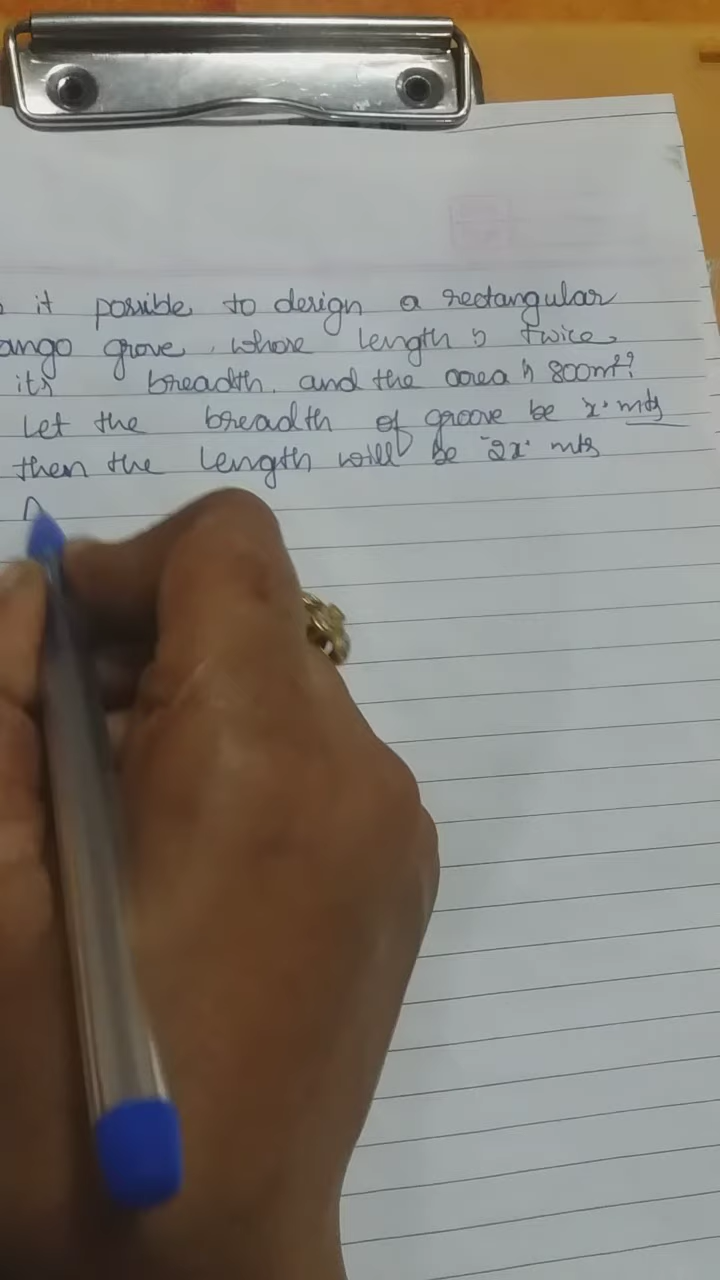 it possible to design a rectangular
ango grove, whose length is twice
its breadth and the area is 800m²?
Let the breadth of groove be 'x' mts
then the length will be '2x' mts
A